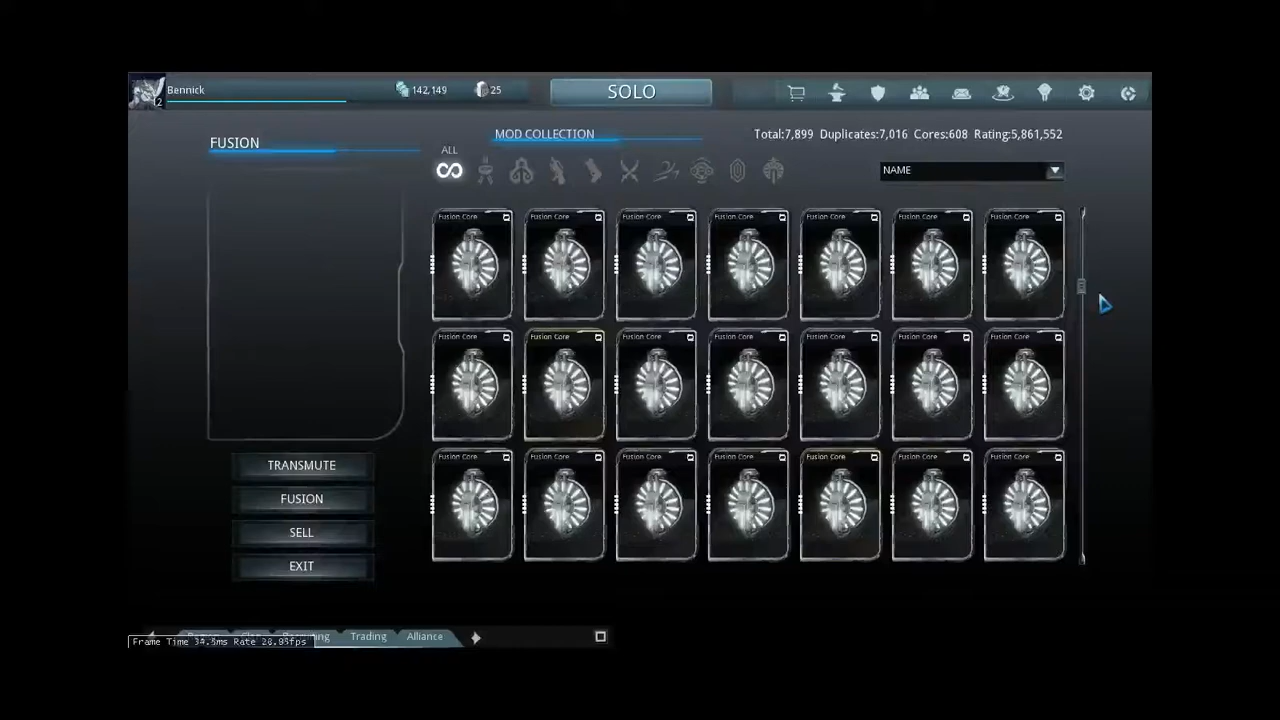 Bennick
2
142,149
25
SOLO
FUSION
MOD COLLECTION
Total:7,899 Duplicates:7,016 Cores:608 Rating:5,861,552
ALL
NAME
Fusion Core Fusion Core Fusion Core Fusion Core Fusion Core Fusion Core Fusion Core
Fusion Core Fusion Core Fusion Core Fusion Core Fusion Core Fusion Core Fusion Core
Fusion Core Fusion Core Fusion Core Fusion Core Fusion Core Fusion Core Fusion Core
TRANSMUTE
FUSION
SELL
EXIT
Trading Alliance
Frame Time 34.5ms Rate 28.95fps